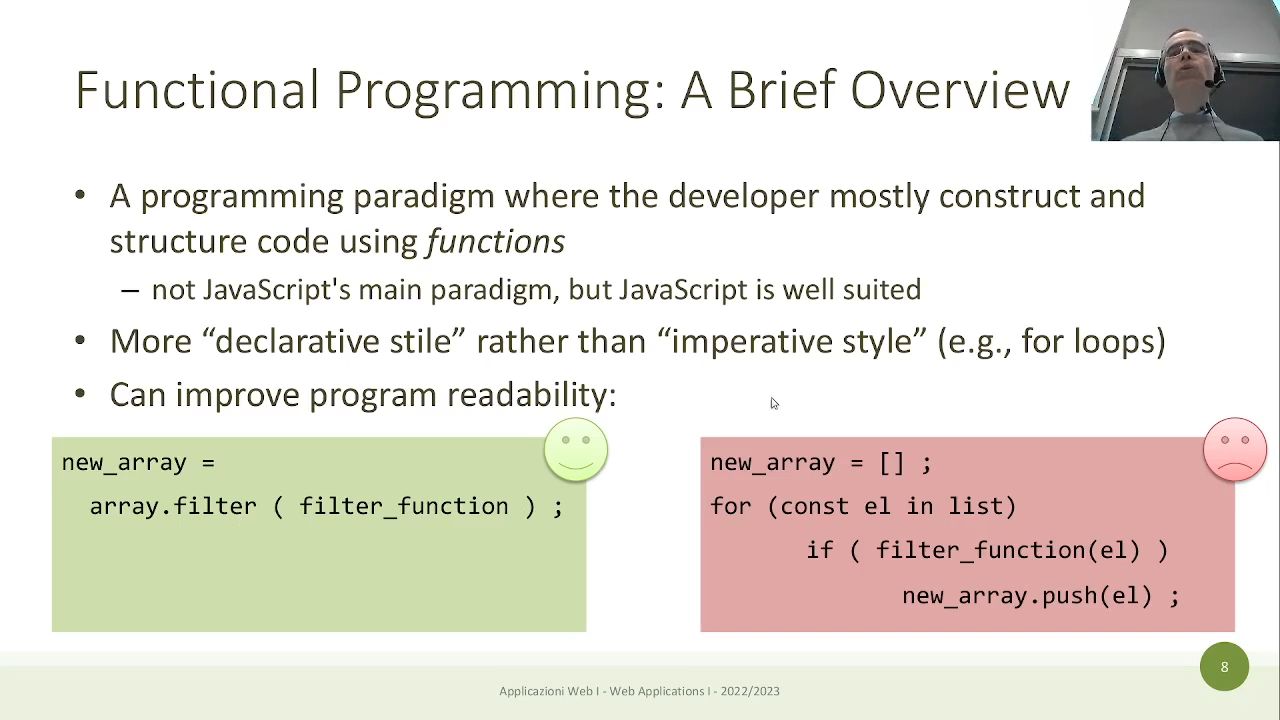 Functional Programming: A Brief Overview
• A programming paradigm where the developer mostly construct and
structure code using functions
– not JavaScript's main paradigm, but JavaScript is well suited
• More “declarative stile” rather than “imperative style” (e.g., for loops)
• Can improve program readability:
new_array =
array.filter ( filter_function ) ;
new_array = [] ;
for (const el in list)
if ( filter_function(el) )
new_array.push(el) ;
8
Applicazioni Web I - Web Applications I - 2022/2023